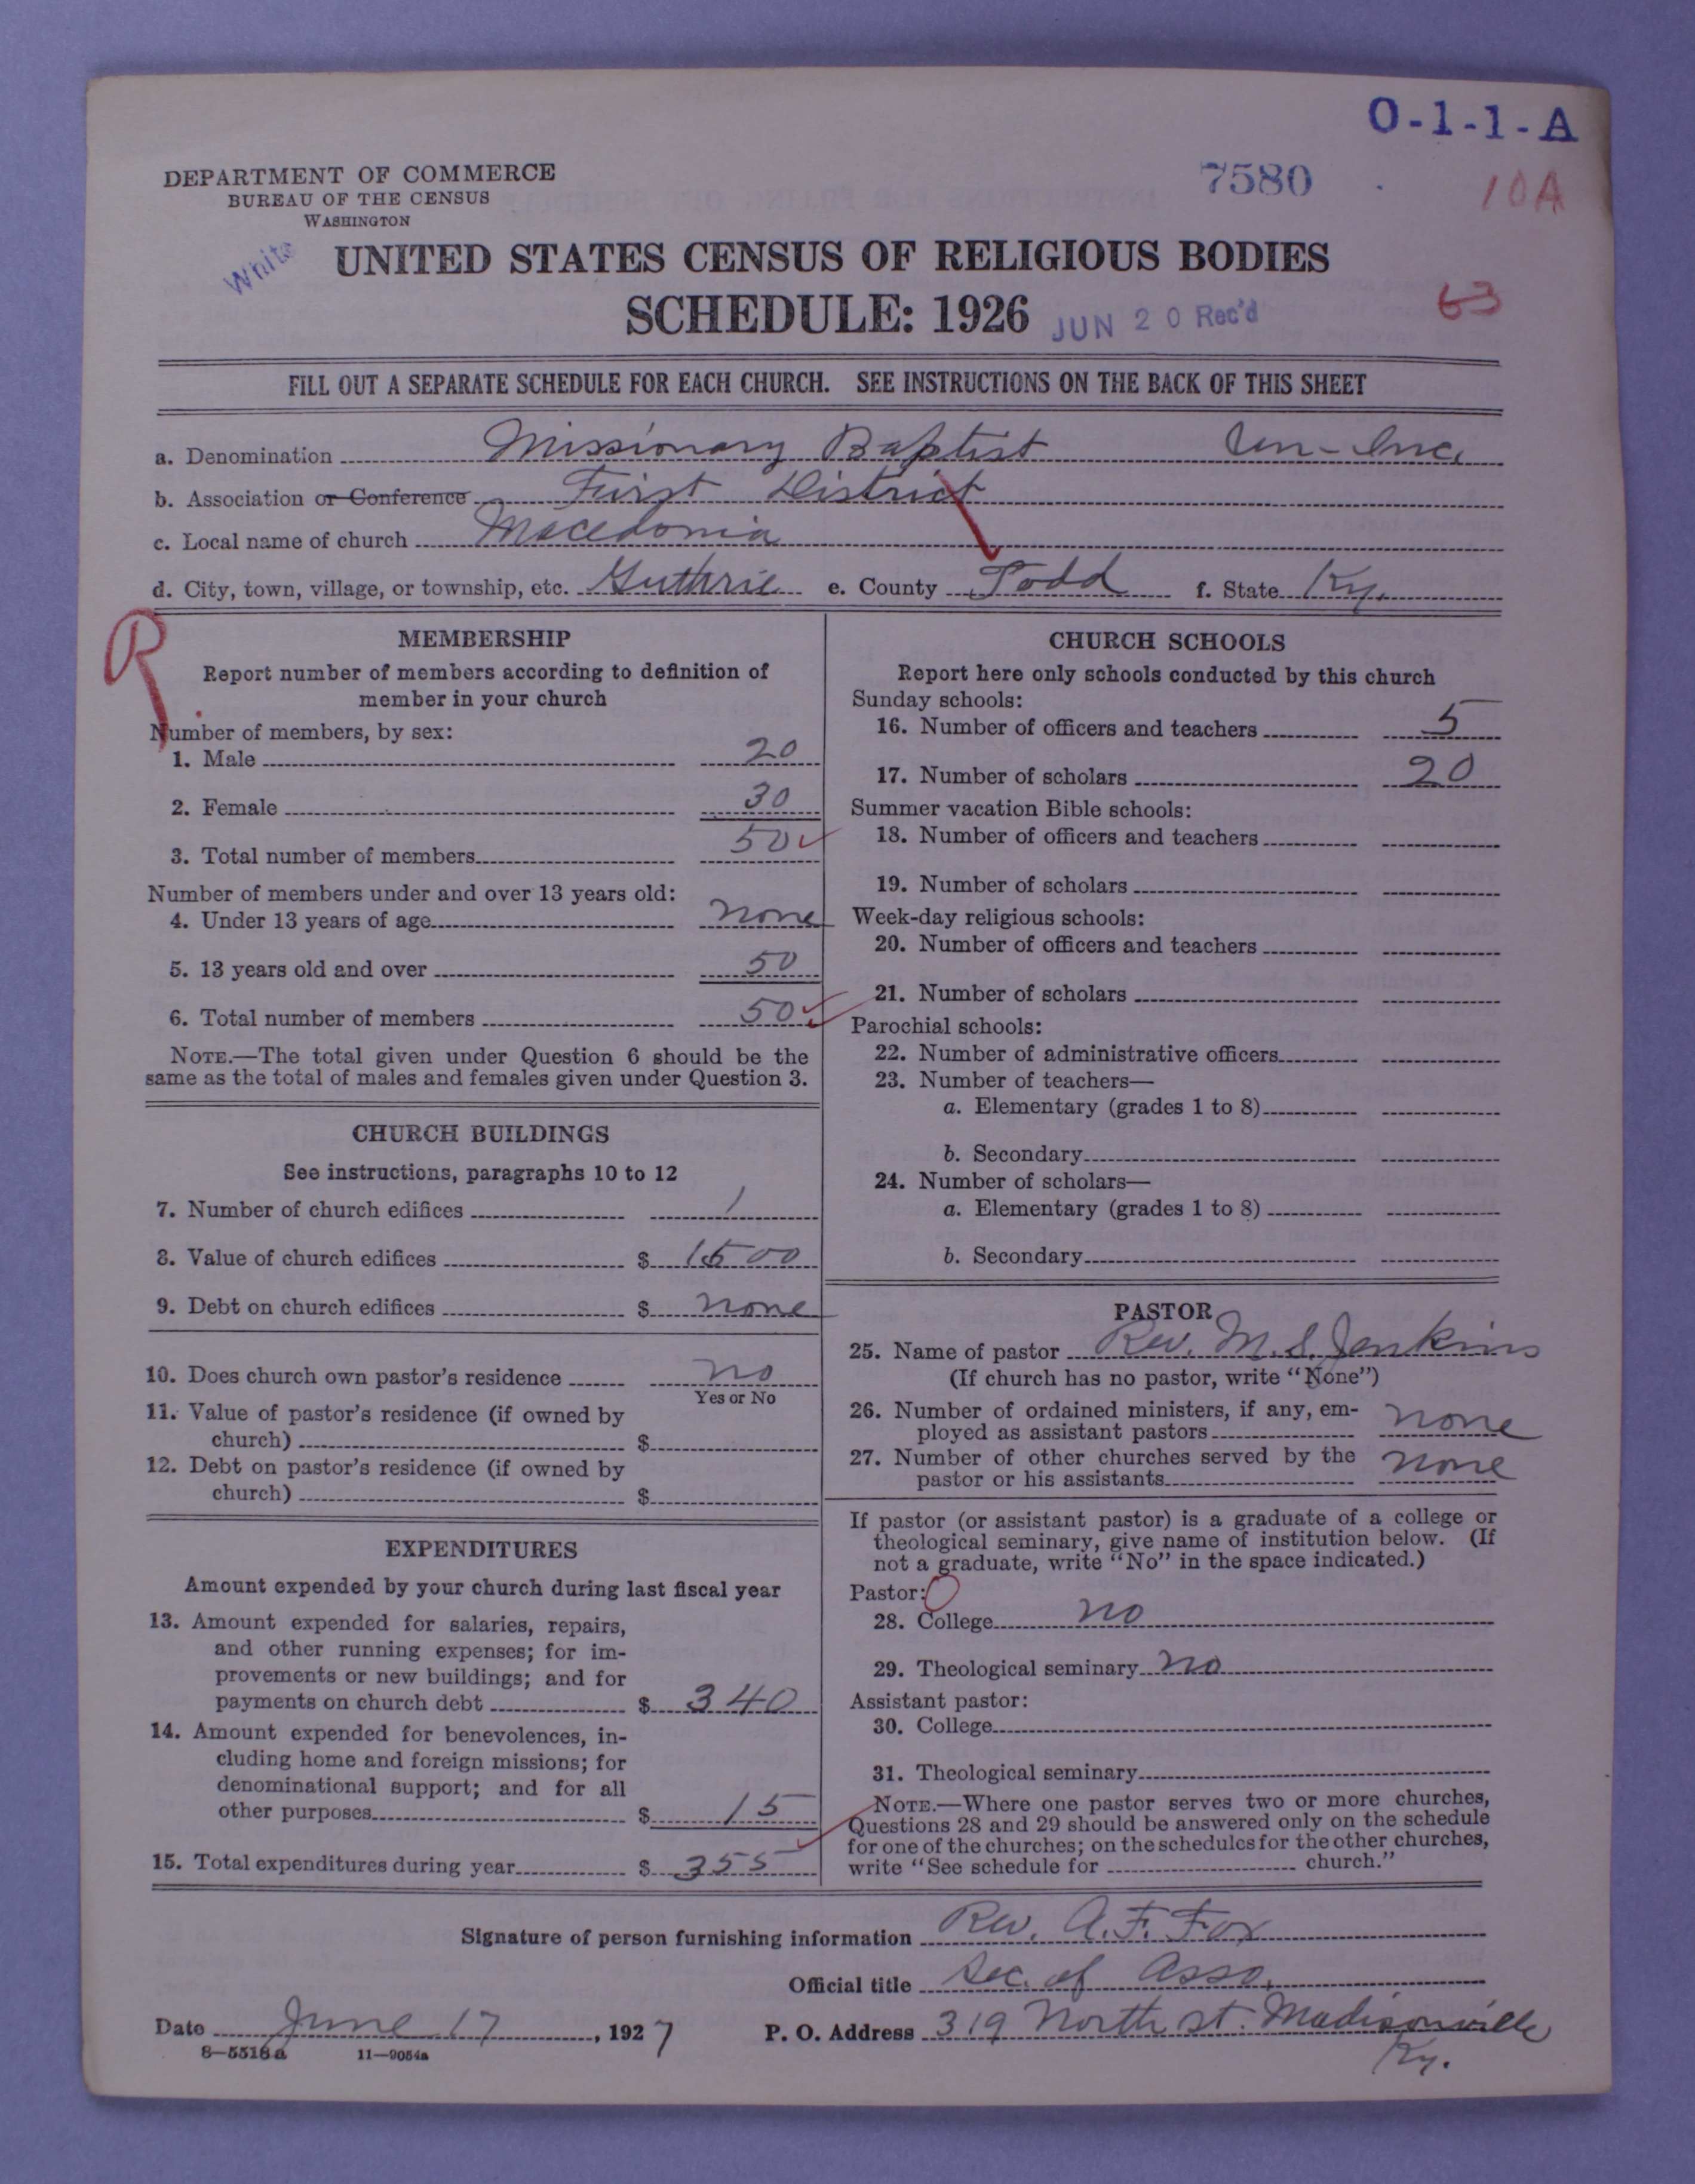 O-1-1-A
DEPARTMENT OF COMMERCE
BUREAU OF THE CENSUS
WASHINGTON
7580
10A
White
UNITED STATES CENSUS OF RELIGIOUS BODIES
SCHEDULE: 1926
JUN 20 Rec'd
63
FILL OUT A SEPARATE SCHEDULE FOR EACH CHURCH. SEE INSTRUCTIONS ON THE BACK OF THIS SHEET
a. Denomination Missionary Baptist Un-Inc.
b. Association or Conference First District
c. Local name of church Macedonia
d. City, town, village, or township, etc. Guthrie e. County Todd f. State Ky.
R
MEMBERSHIP
Report number of members according to definition of
member in your church
Number of members, by sex:
1. Male 20
2. Female 30
3. Total number of members 50
Number of members under and over 13 years old:
4. Under 13 years of age none
5. 13 years old and over 50
6. Total number of members 50
NOTE.—The total given under Question 6 should be the
same as the total of males and females given under Question 3.
CHURCH BUILDINGS
See instructions, paragraphs 10 to 12
7. Number of church edifices 1
8. Value of church edifices $ 1500
9. Debt on church edifices $ none
10. Does church own pastor's residence no
Yes or No
11. Value of pastor's residence (if owned by
church) $
12. Debt on pastor's residence (if owned by
church) $
EXPENDITURES
Amount expended by your church during last fiscal year
13. Amount expended for salaries, repairs,
and other running expenses; for im-
provements or new buildings; and for
payments on church debt $ 340
14. Amount expended for benevolences, in-
cluding home and foreign missions; for
denominational support; and for all
other purposes $ 15
15. Total expenditures during year $ 355
CHURCH SCHOOLS
Report here only schools conducted by this church
Sunday schools:
16. Number of officers and teachers 5
17. Number of scholars 20
Summer vacation Bible schools:
18. Number of officers and teachers
19. Number of scholars
Week-day religious schools:
20. Number of officers and teachers
21. Number of scholars
Parochial schools:
22. Number of administrative officers
23. Number of teachers—
a. Elementary (grades 1 to 8)
b. Secondary
24. Number of scholars—
a. Elementary (grades 1 to 8)
b. Secondary
PASTOR
25. Name of pastor Rev. M. S. Jenkins
(If church has no pastor, write "None")
26. Number of ordained ministers, if any, em-
ployed as assistant pastors none
27. Number of other churches served by the
pastor or his assistants none
If pastor (or assistant pastor) is a graduate of a college or
theological seminary, give name of institution below. (If
not a graduate, write "No" in the space indicated.)
Pastor: O
28. College no
29. Theological seminary no
Assistant pastor:
30. College
31. Theological seminary
NOTE.—Where one pastor serves two or more churches,
Questions 28 and 29 should be answered only on the schedule
for one of the churches; on the schedules for the other churches,
write "See schedule for church."
Signature of person furnishing information Rev. A. F. Fox
Official title Sec. of Asso.
Date June 17, 1927 P. O. Address 319 North st. Madisonville
Ky.
8—5518a 11—9054a